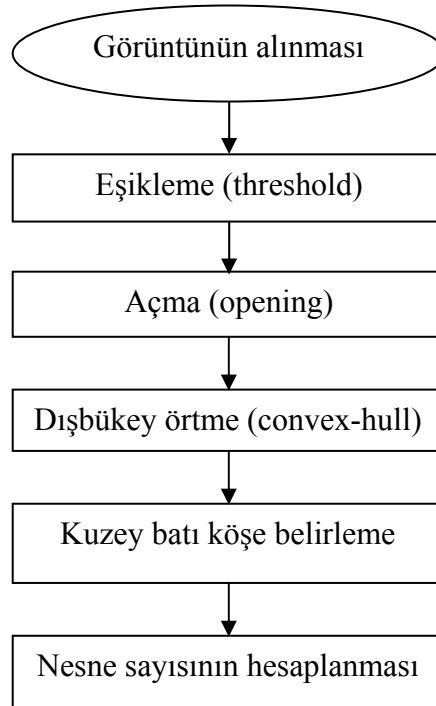 Görüntünün alınması
Eşikleme (threshold)
Açma (opening)
Dışbükey örtme (convex-hull)
Kuzey batı köşe belirleme
Nesne sayısının hesaplanması